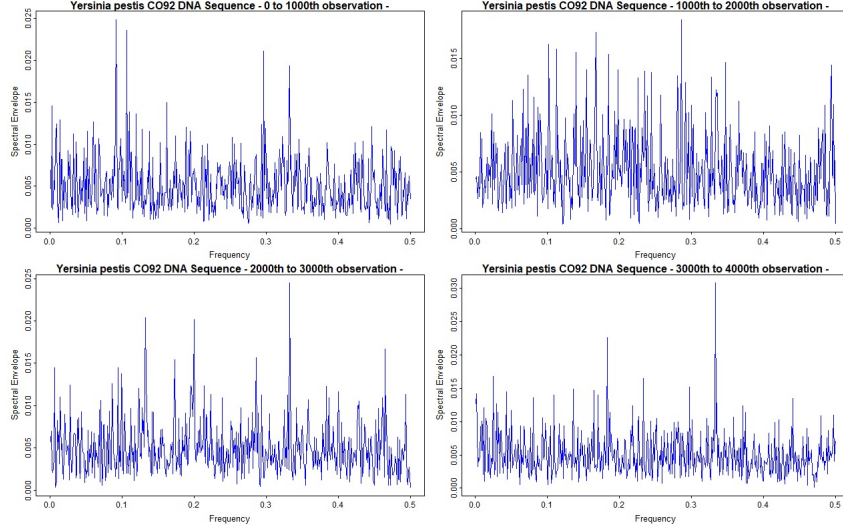 Yersinia pestis CO92 DNA Sequence - 0 to 1000th observation -
Spectral Envelope
0.025
0.020
0.015
0.010
0.005
0.000
0.0 0.1 0.2 0.3 0.4 0.5
Frequency
Yersinia pestis CO92 DNA Sequence - 1000th to 2000th observation -
Spectral Envelope
0.015
0.010
0.005
0.000
0.0 0.1 0.2 0.3 0.4 0.5
Frequency
Yersinia pestis CO92 DNA Sequence - 2000th to 3000th observation -
Spectral Envelope
0.025
0.020
0.015
0.010
0.005
0.000
0.0 0.1 0.2 0.3 0.4 0.5
Frequency
Yersinia pestis CO92 DNA Sequence - 3000th to 4000th observation -
Spectral Envelope
0.030
0.025
0.020
0.015
0.010
0.005
0.000
0.0 0.1 0.2 0.3 0.4 0.5
Frequency